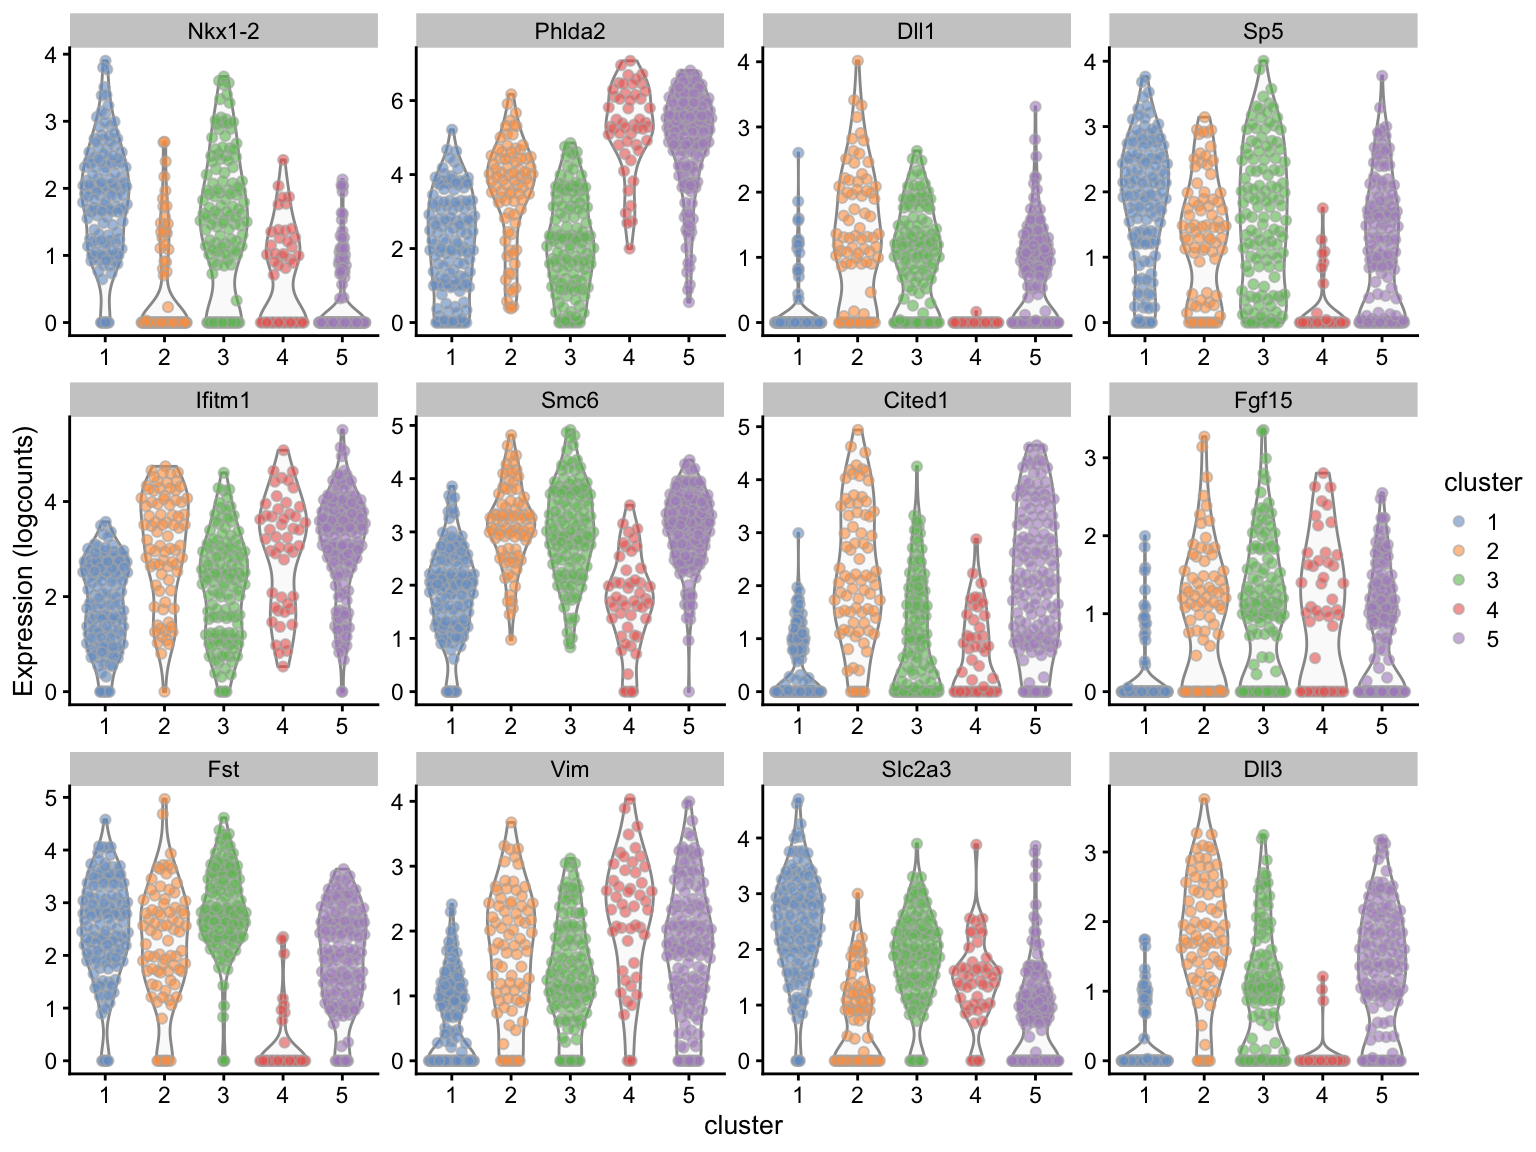 Nkx1-2 Phlda2 Dll1 Sp5
4 3 2 1 0
6 4 2 0
4 3 2 1 0
4 3 2 1 0
1 2 3 4 5 1 2 3 4 5 1 2 3 4 5 1 2 3 4 5
Ifitm1 Smc6 Cited1 Fgf15
4 2 0
5 4 3 2 1 0
5 4 3 2 1 0
3 2 1 0
1 2 3 4 5 1 2 3 4 5 1 2 3 4 5 1 2 3 4 5
Fst Vim Slc2a3 Dll3
5 4 3 2 1 0
4 3 2 1 0
4 3 2 1 0
3 2 1 0
1 2 3 4 5 1 2 3 4 5 1 2 3 4 5 1 2 3 4 5
Expression (logcounts)
cluster
cluster
1
2
3
4
5